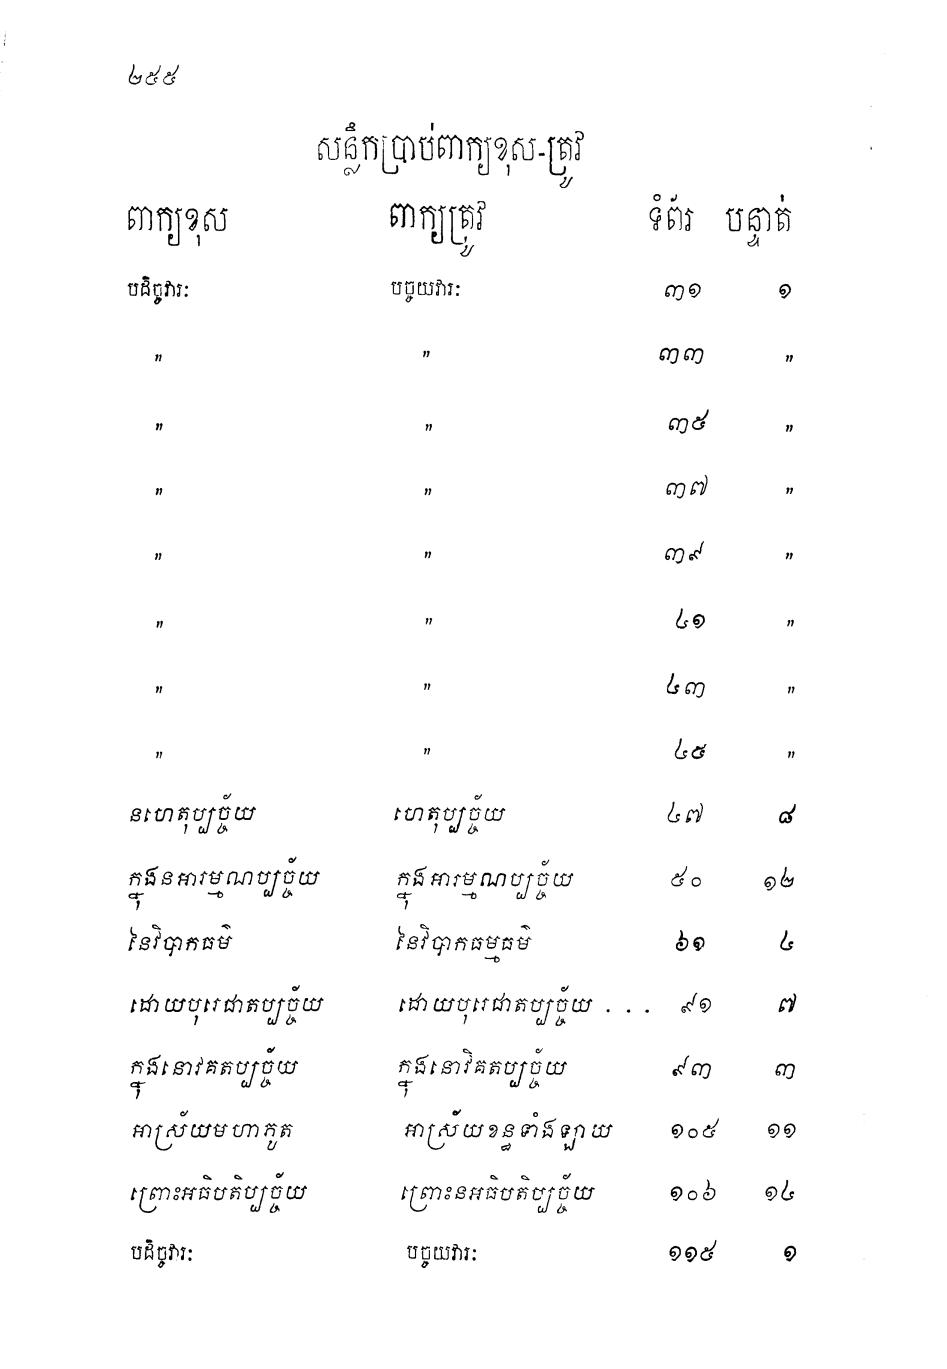 ២៥៥
សន្លឹកប្រាប់ពាក្យខុស-ត្រូវ
ពាក្យខុស ពាក្យត្រូវ ទំព័រ បន្ទាត់
បដិច្ចវារៈ បច្ចយវារៈ ៣១ ១
" " ៣៣ "
" " ៣៥ "
" " ៣៧ "
" " ៣៩ "
" " ៤១ "
" " ៤៣ "
" " ៤៥ "
នហេតុប្បច្ច័យ ហេតុប្បច្ច័យ ៤៧ ៨
ក្នុងនអារម្មណប្បច្ច័យ ក្នុងអារម្មណប្បច្ច័យ ៥០ ១២
នៃវិបាកធម៌ នៃវិបាកធម្មធម៌ ៦១ ៤
ដោយបុរេជាតប្បច្ច័យ ដោយបុរេជាតប្បច្ច័យ . . . ៩១ ៧
ក្នុងនោវគតប្បច្ច័យ ក្នុងនោវិគតប្បច្ច័យ ៩៣ ៣
អាស្រ័យមហាភូត អាស្រ័យខន្ធទាំងឡាយ ១០៥ ១១
ព្រោះអធិបតិប្បច្ច័យ ព្រោះនអធិបតិប្បច្ច័យ ១០៦ ១៤
បដិច្ចវារៈ បច្ចយវារៈ ១១៥ ១